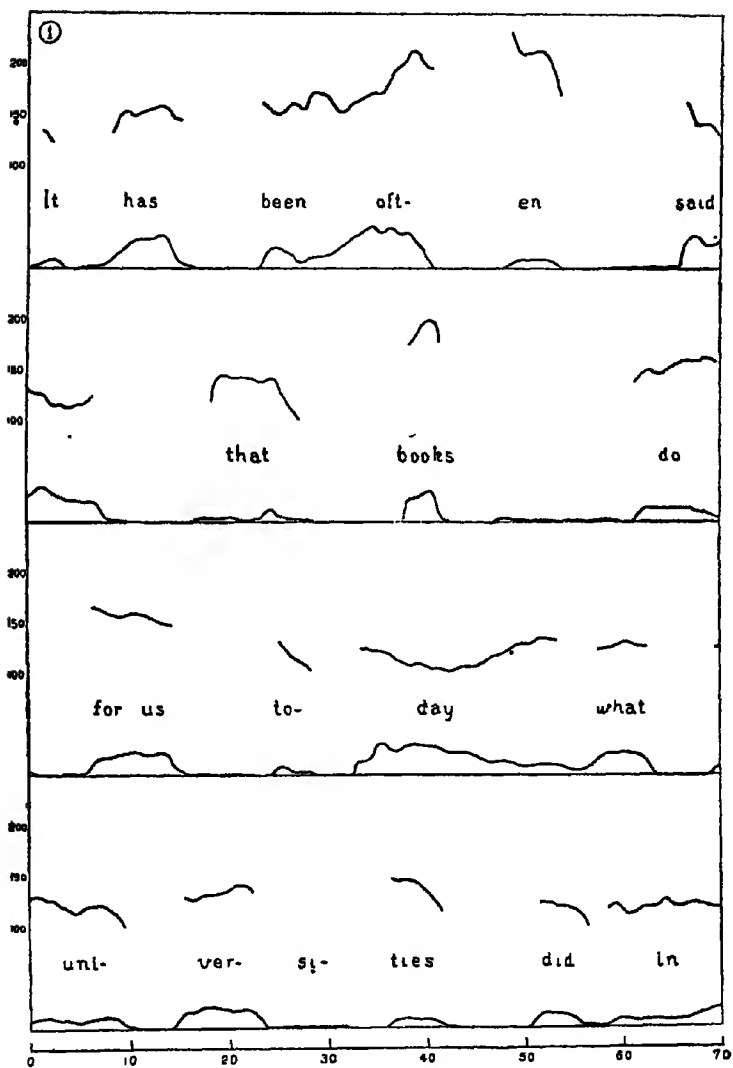 ①
200
150
100
It has been oft- en said
200
150
100
that books do
200
150
100
for us to- day what
200
150
100
uni- ver- si- ties did in
0 10 20 30 40 50 60 70